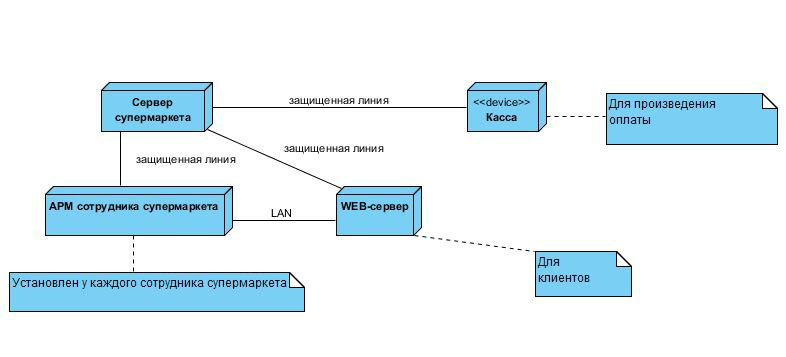 Сервер
супермаркета
защищенная линия
<<device>>
Касса
Для произведения
оплаты
защищенная линия
защищенная линия
АРМ сотрудника супермаркета
LAN
WEB-сервер
Для
клиентов
Установлен у каждого сотрудника супермаркета